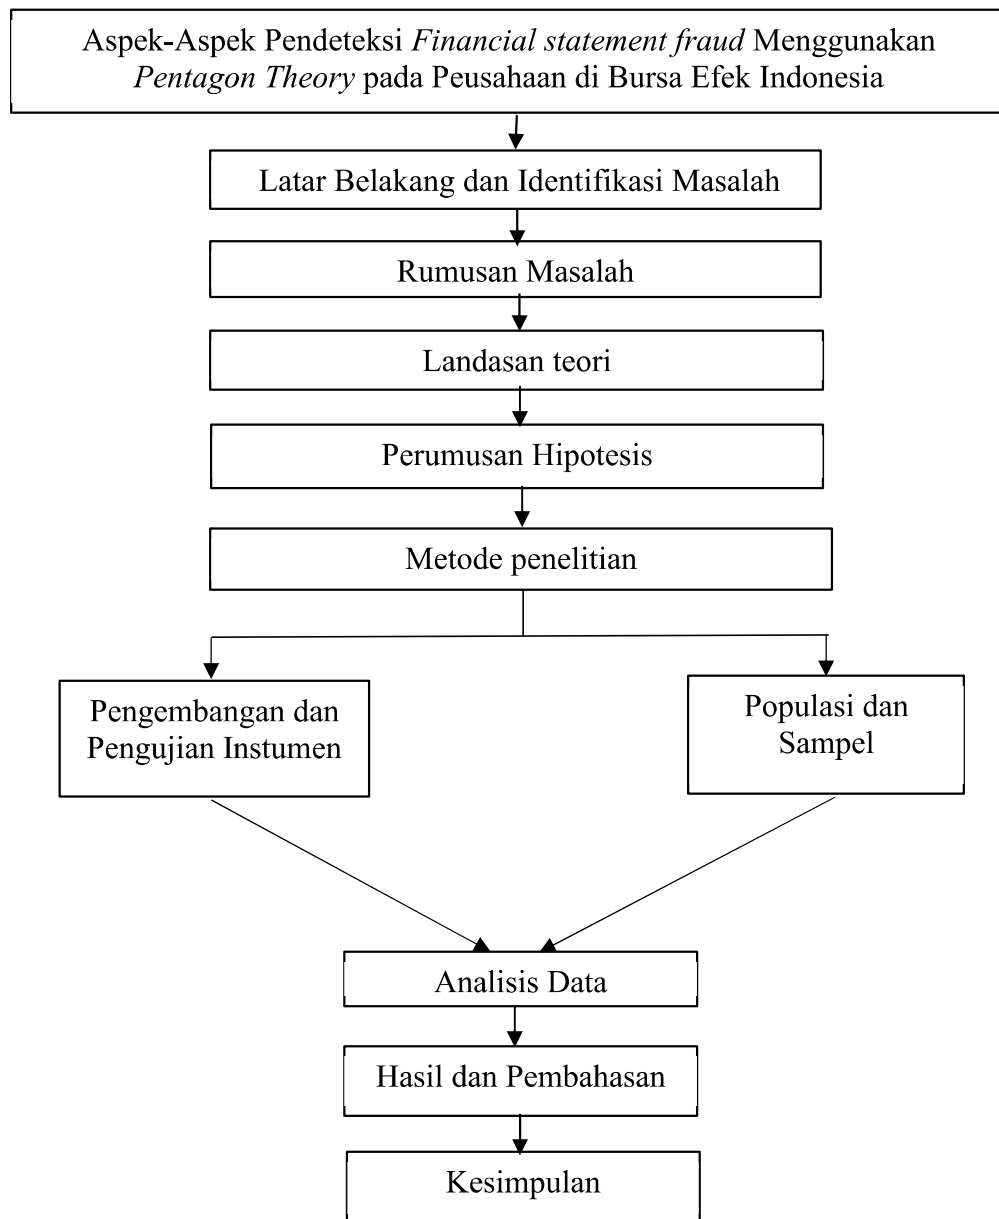 Aspek-Aspek Pendeteksi Financial statement fraud Menggunakan
Pentagon Theory pada Peusahaan di Bursa Efek Indonesia
Latar Belakang dan Identifikasi Masalah
Rumusan Masalah
Landasan teori
Perumusan Hipotesis
Metode penelitian
Pengembangan dan
Pengujian Instumen
Populasi dan
Sampel
Analisis Data
Hasil dan Pembahasan
Kesimpulan